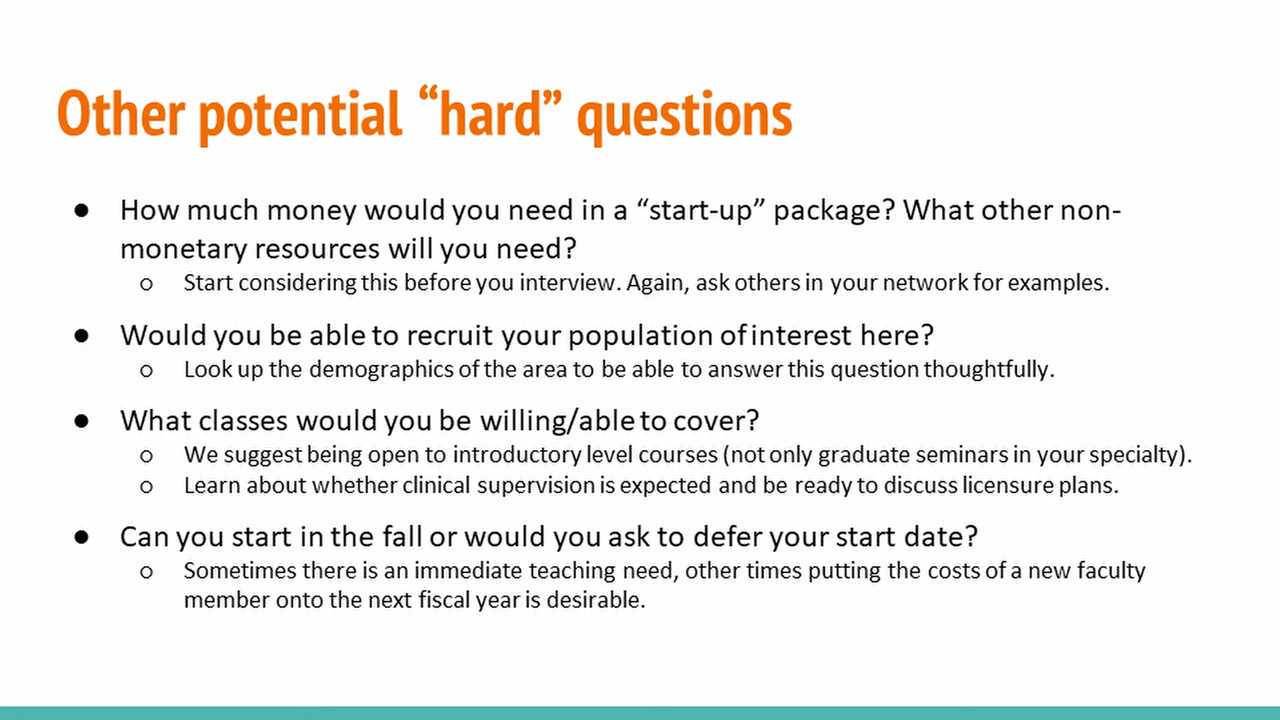 Other potential “hard” questions
● How much money would you need in a “start-up” package? What other non-
monetary resources will you need?
○ Start considering this before you interview. Again, ask others in your network for examples.
● Would you be able to recruit your population of interest here?
○ Look up the demographics of the area to be able to answer this question thoughtfully.
● What classes would you be willing/able to cover?
○ We suggest being open to introductory level courses (not only graduate seminars in your specialty).
○ Learn about whether clinical supervision is expected and be ready to discuss licensure plans.
● Can you start in the fall or would you ask to defer your start date?
○ Sometimes there is an immediate teaching need, other times putting the costs of a new faculty
member onto the next fiscal year is desirable.